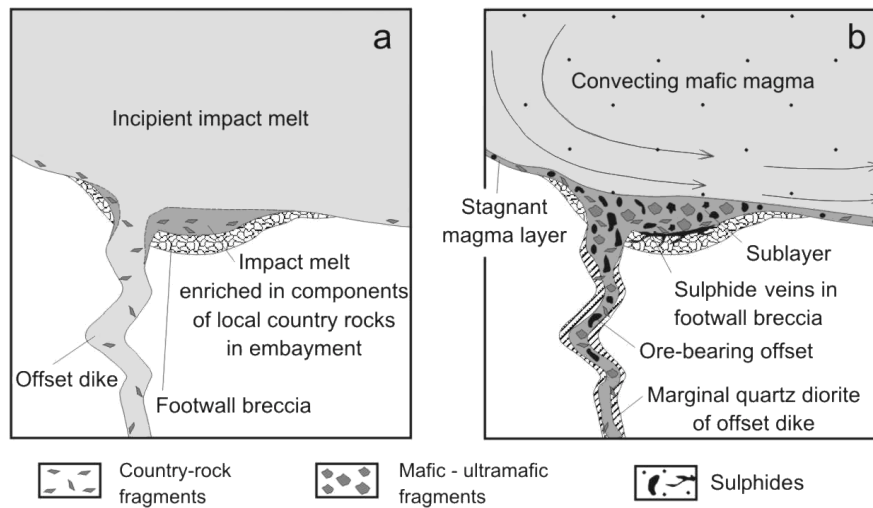 a
Incipient impact melt
Impact melt
enriched in components
of local country rocks
in embayment
Offset dike
Footwall breccia
b
Convecting mafic magma
Stagnant
magma layer
Sublayer
Sulphide veins in
footwall breccia
Ore-bearing offset
Marginal quartz diorite
of offset dike
Country-rock
fragments
Mafic - ultramafic
fragments
Sulphides